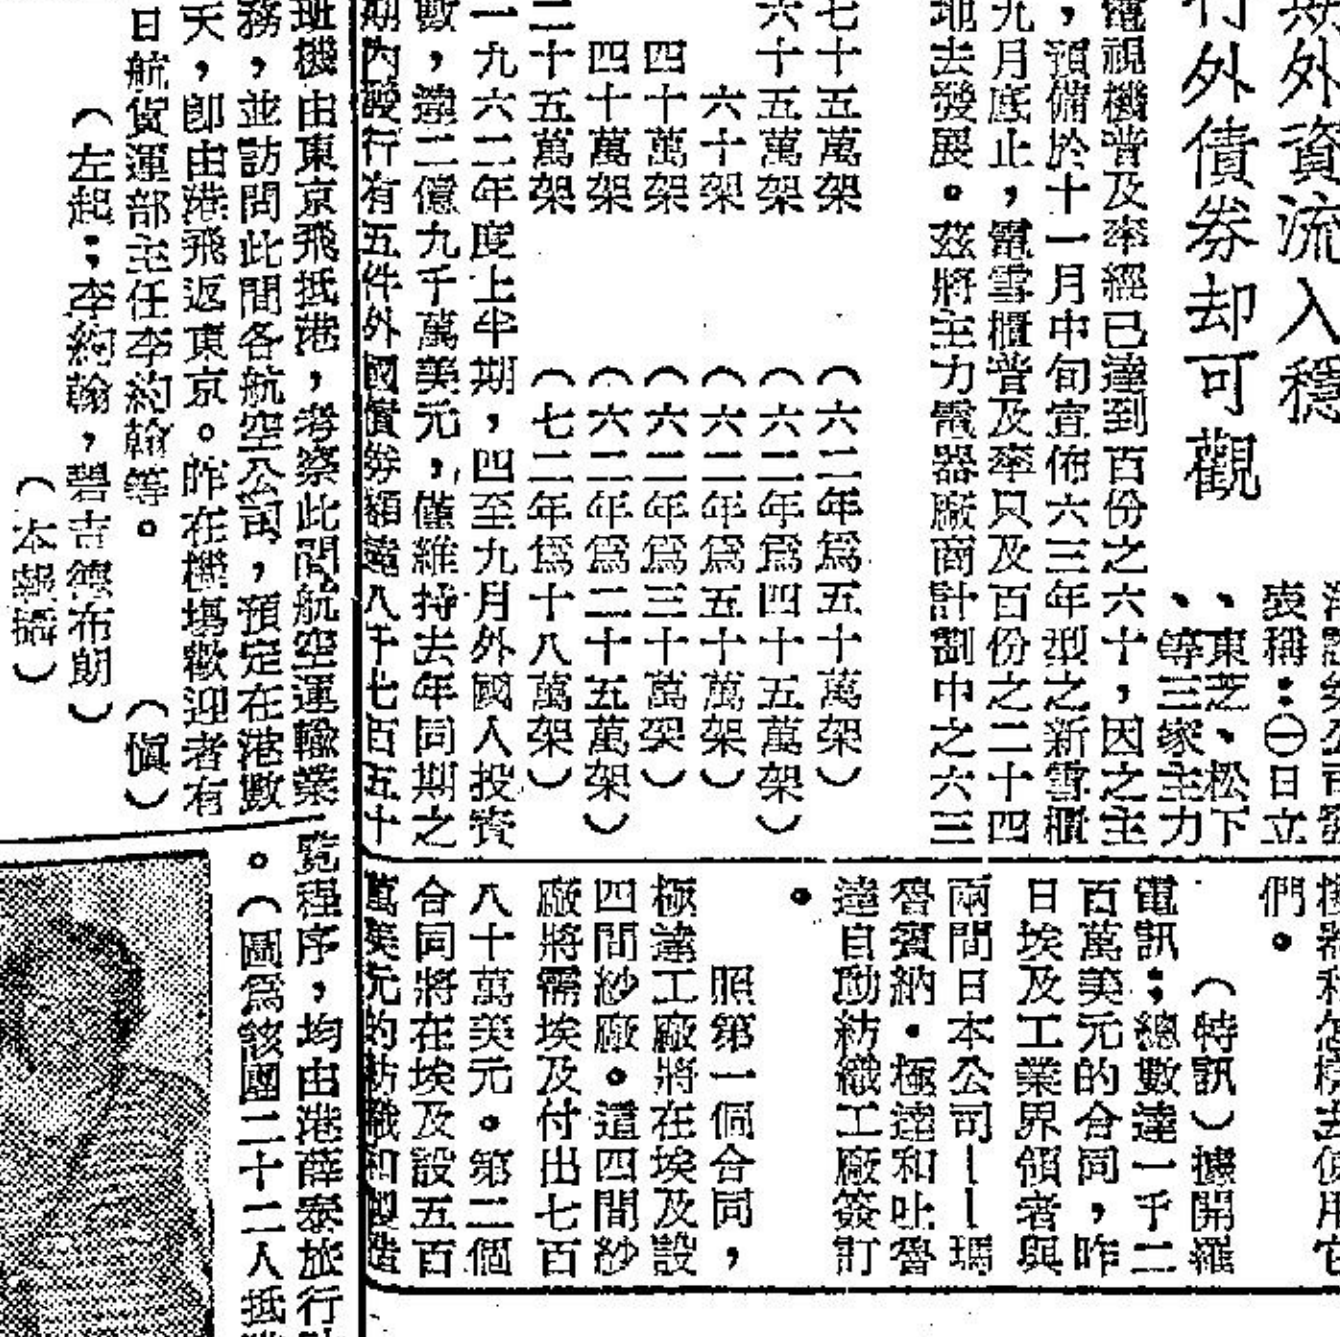 期外資流入穩
行外債券却可觀
表稱：㊀日立
、東芝、松下
、等三家主力
電視機普及率經已達到百份之六十，因之主
，預備於十一月中旬宣佈六三年型之新雪櫃
九月底止，電雪櫃普及率只及百份之二十四
地去發展。茲將主力電器廠商計劃中之六三
七十五萬架（六二年爲五十萬架）
六十五萬架（六二年爲四十五萬架）
六十架（六二年爲五十萬架）
四十萬架（六二年爲三十萬架）
四十萬架（六二年爲二十五萬架）
二十五萬架（七二年爲十八萬架）
一九六二年度上半期，四至九月外國人投資
數，達二億九千萬美元，僅維持去年同期之
期內發行有五件外國債券額達八千七百五十
們。
（特訊）據開羅
電訊；總數達一千二
百萬美元的合同，昨
日埃及工業界領者與
兩間日本公司——瑪
魯賓納・極達和吐魯
達自動紡織工廠簽訂
。
照第一個合同，
極達工廠將在埃及設
四間紗廠。這四間紗
廠將需埃及付出七百
八十萬美元。第二個
合同將在埃及設五百
萬美元的紡織和製造
班機由東京飛抵港，考察此間航空運輸業
務，並訪問此間各航空公司，預定在港數
天，即由港飛返東京。昨在機場歡迎者有
日航貨運部主任李約翰等。（愼）
（左起；李約翰，碧吉德布朗）
（本報攝）
覽程序，均由港薛泰旅行
。（圖爲該團二十二人抵